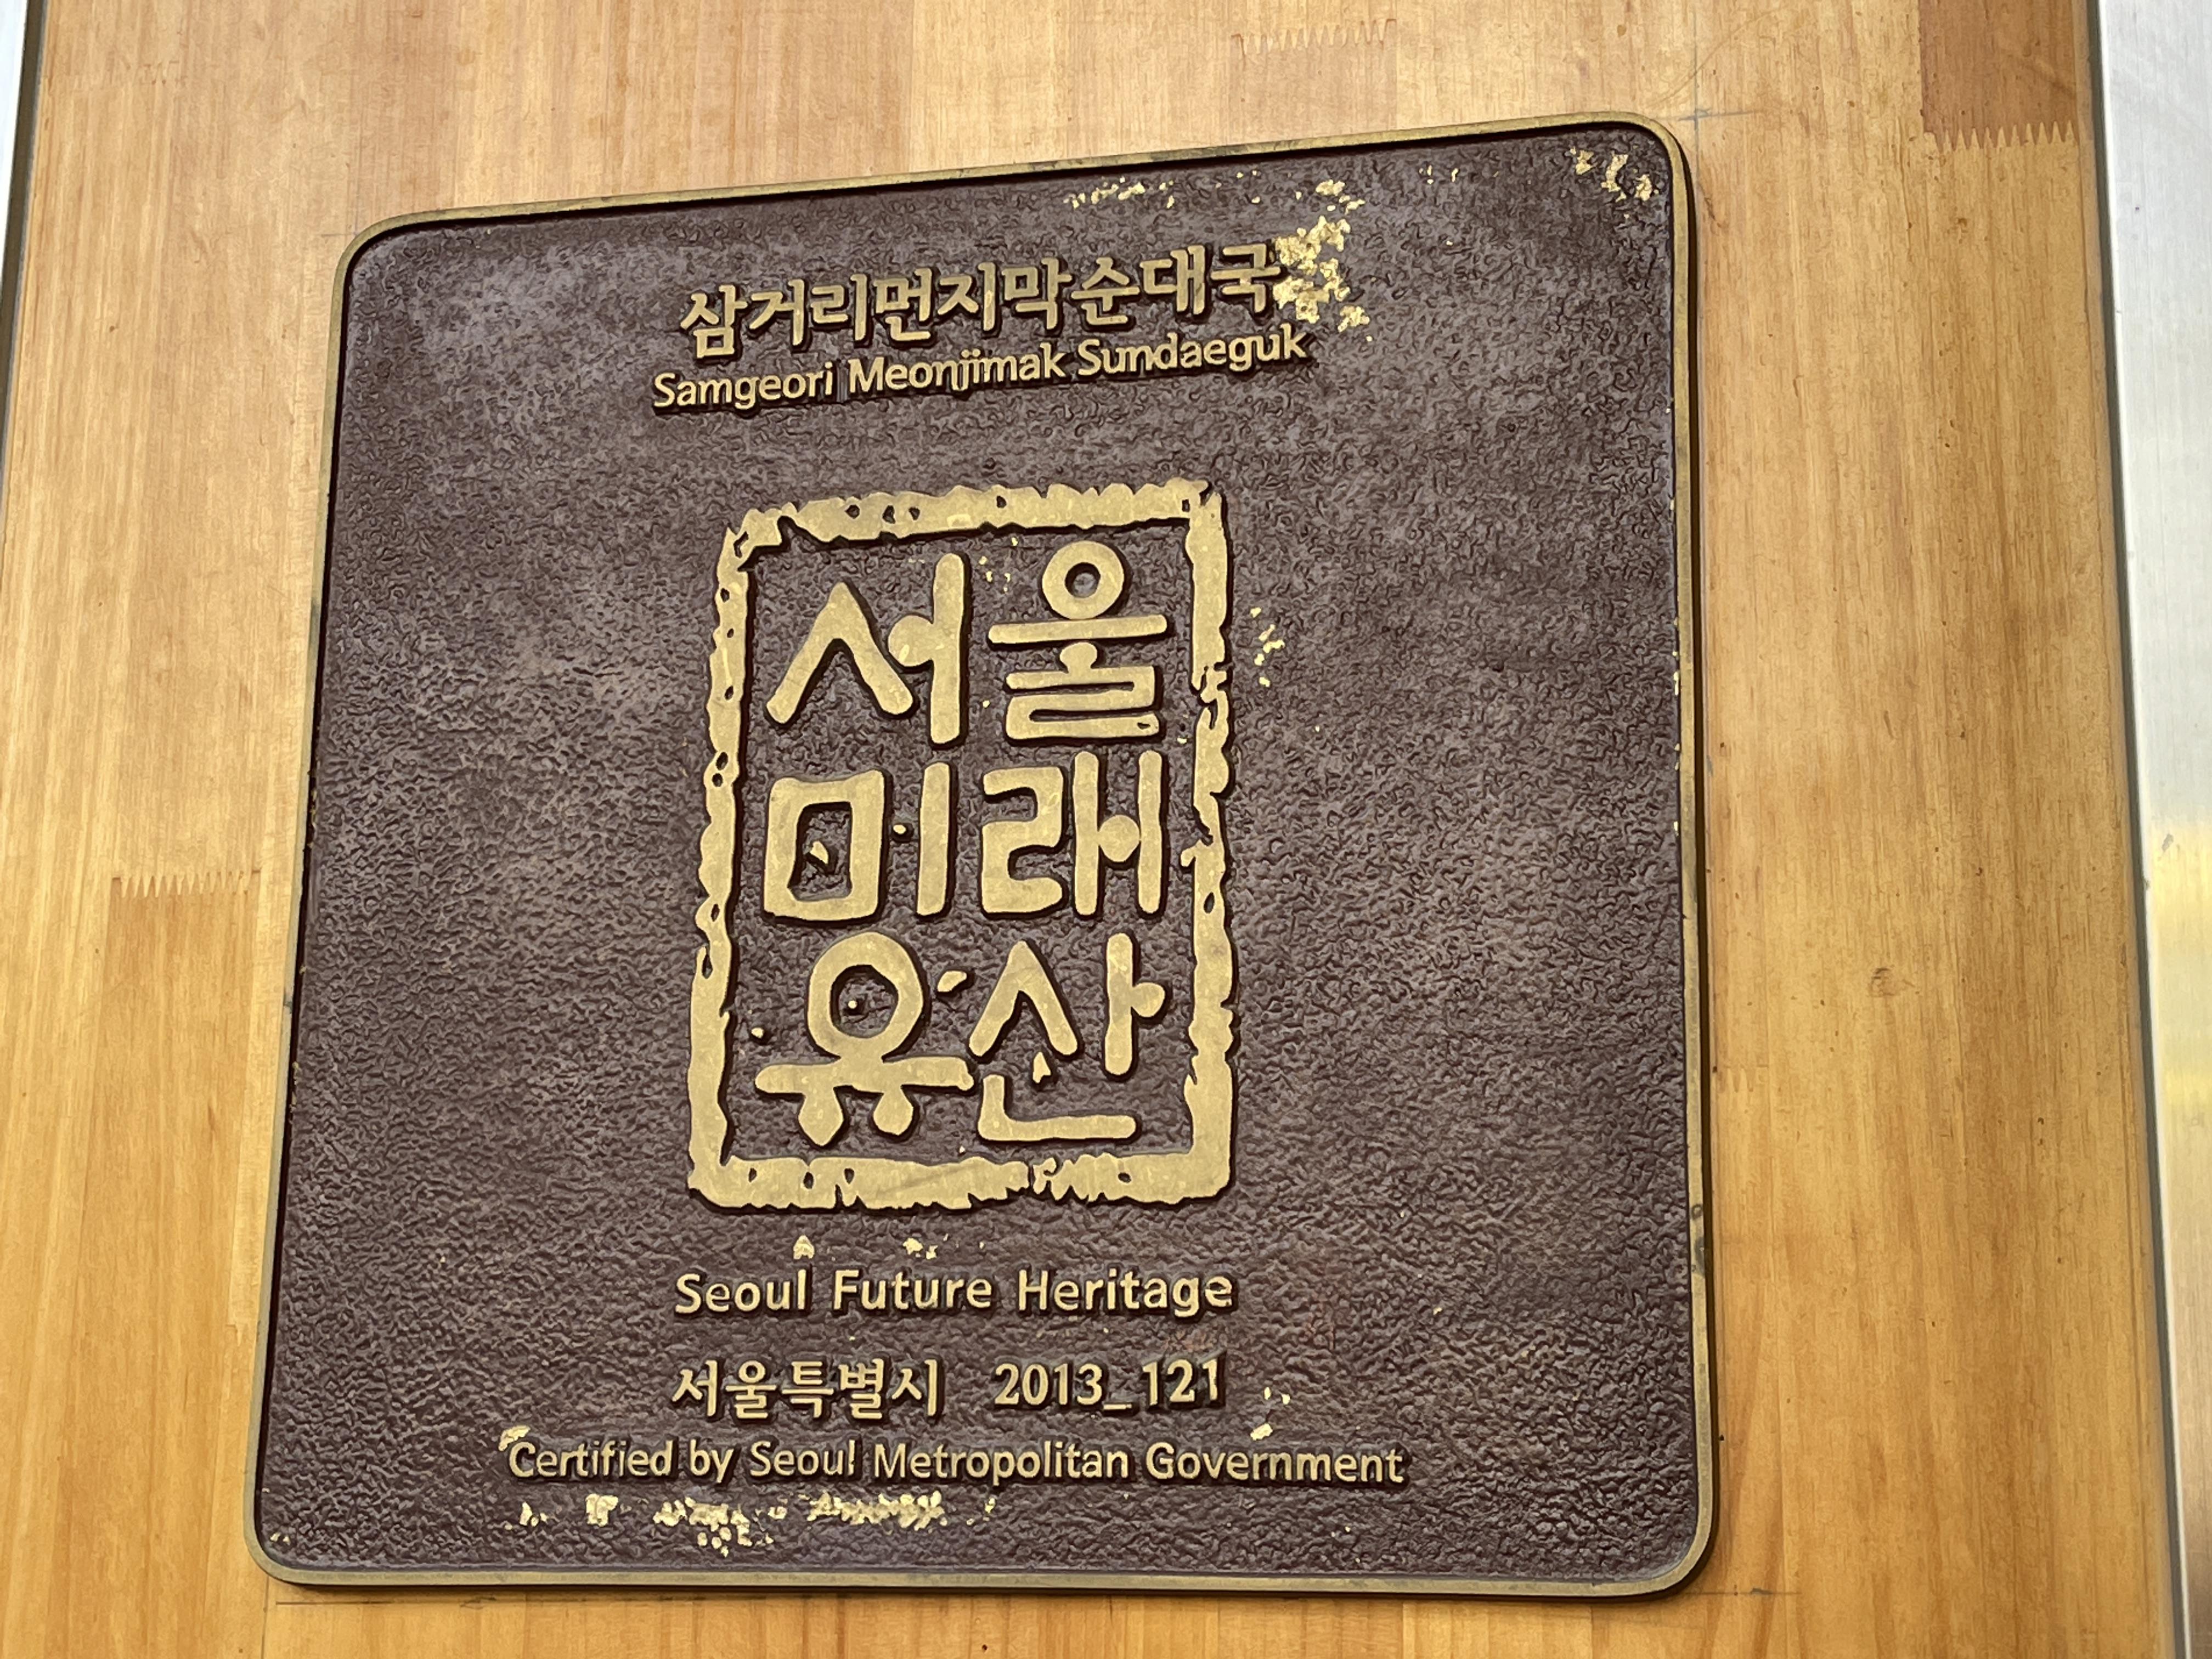 삼거리먼지막순대국
Samgeori Meonjimak Sundaeguk
서울
미래
유산
Seoul Future Heritage
서울특별시 2013_121
Certified by Seoul Metropolitan Government